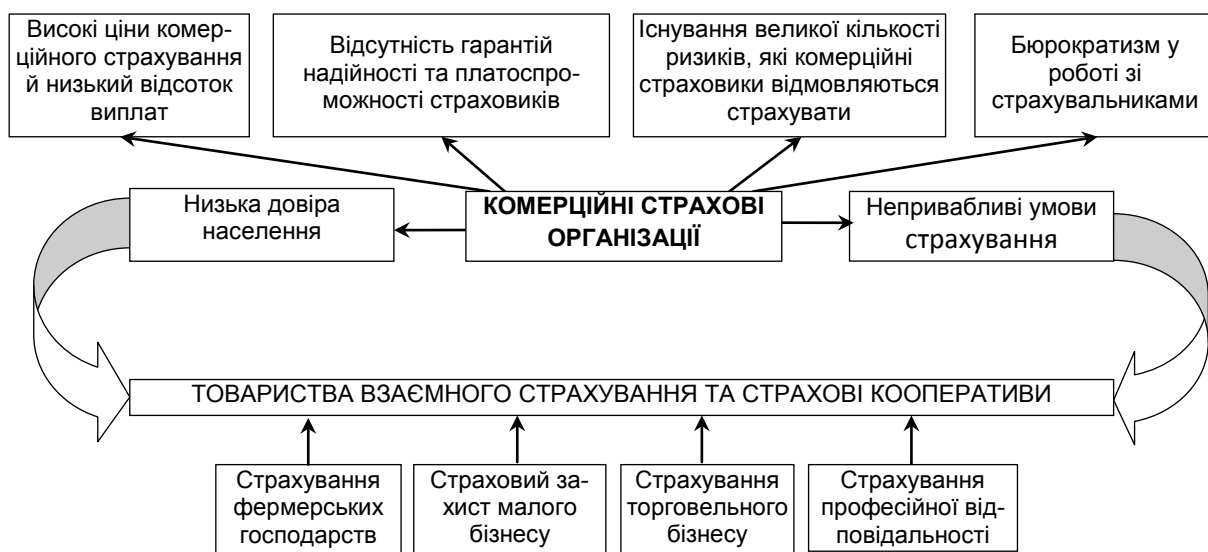 Високі ціни комер-
ційного страхування
й низький відсоток
виплат
Відсутність гарантій
надійності та платоспро-
можності страховиків
Існування великої кількості
ризиків, які комерційні
страховики відмовляються
страхувати
Бюрократизм у
роботі зі
страхувальниками
Низька довіра
населення
КОМЕРЦІЙНІ СТРАХОВІ
ОРГАНІЗАЦІЇ
Непривабливі умови
страхування
ТОВАРИСТВА ВЗАЄМНОГО СТРАХУВАННЯ ТА СТРАХОВІ КООПЕРАТИВИ
Страхування
фермерських
господарств
Страховий за-
хист малого
бізнесу
Страхування
торговельного
бізнесу
Страхування
професійної від-
повідальності